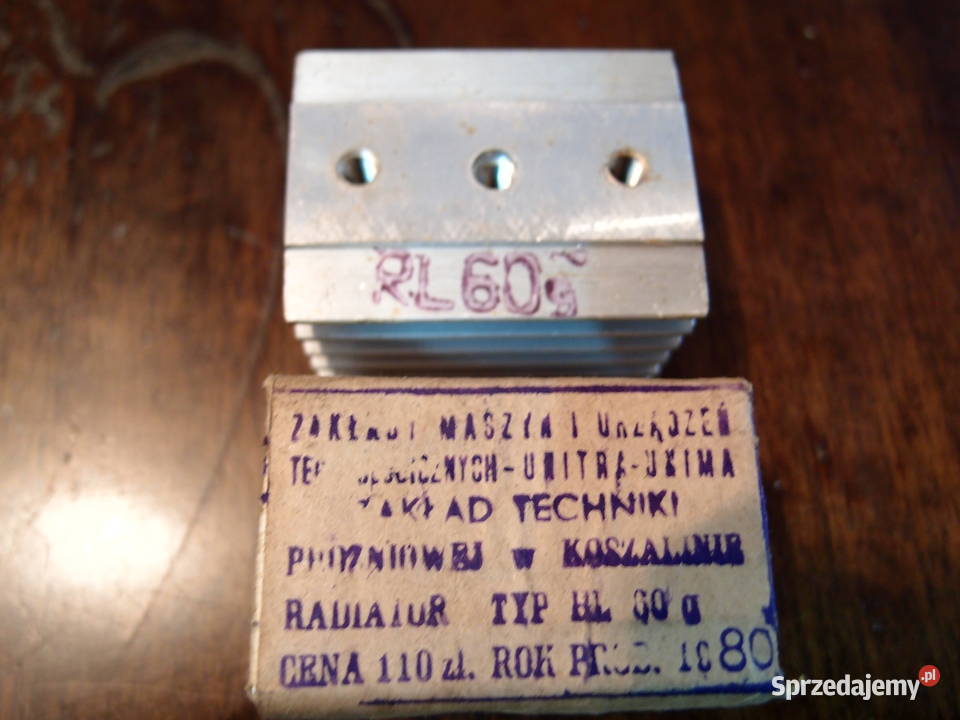 RL60g
ZAKŁADY MASZYN I URZĄDZEŃ
TECHNOLOGICZNYCH-UNITRA-UNIMA
ZAKŁAD TECHNIKI
PRÓŻNIOWEJ w KOSZALINIE
RADIATOR TYP RL 60 g
CENA 110 zł. ROK PROD. 1980
Sprzedajemy.pl